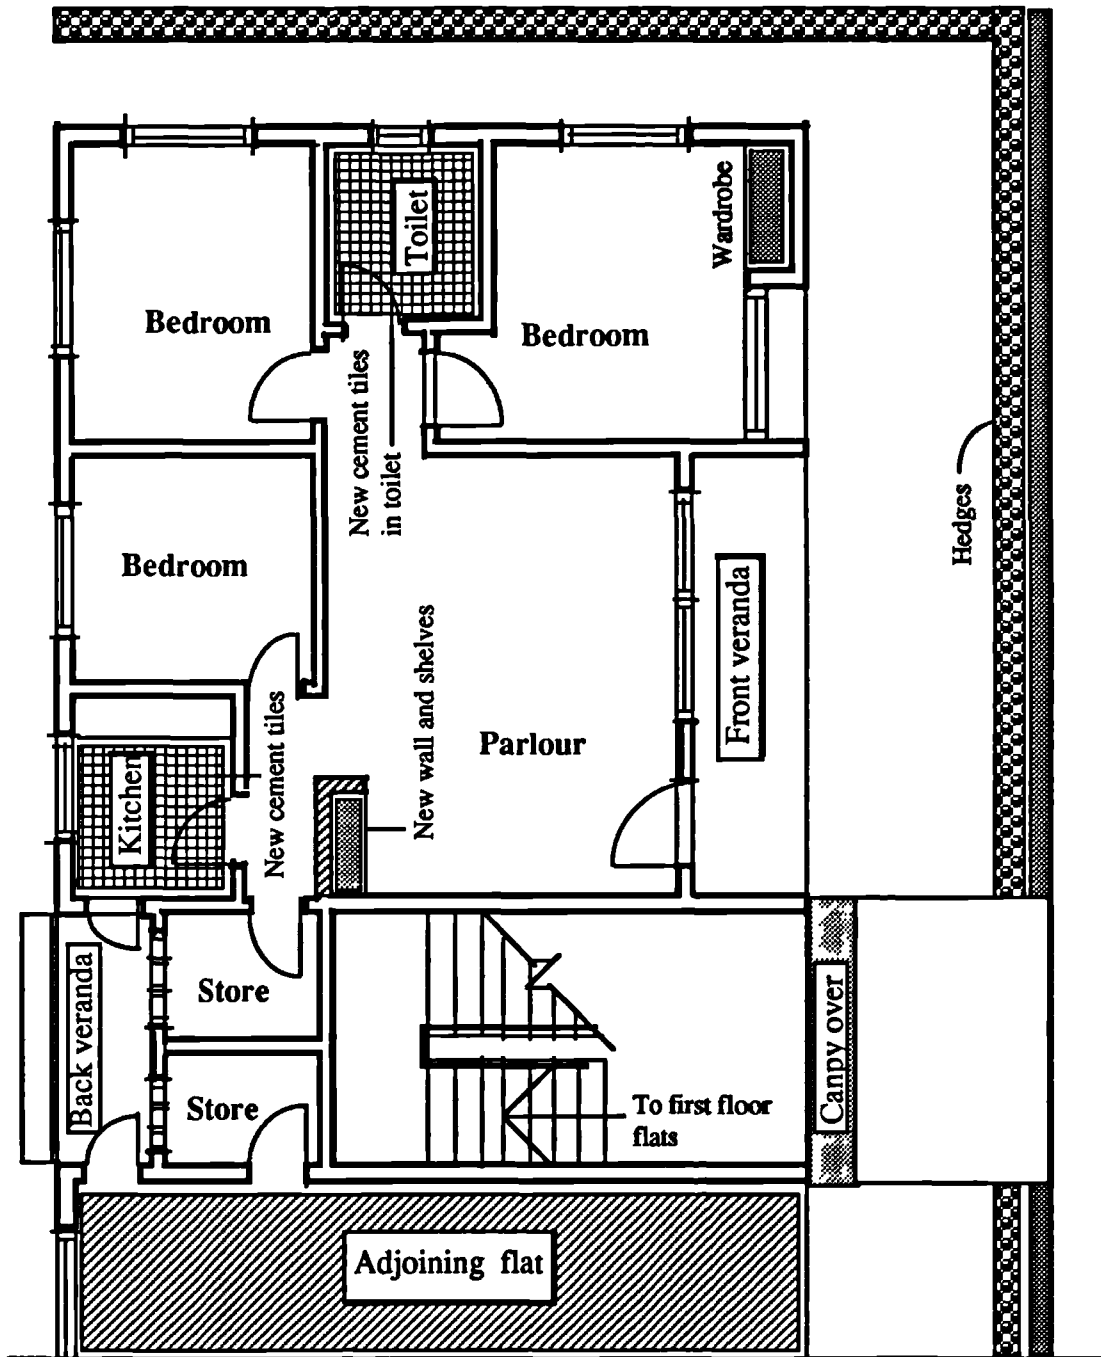 Toilet
Wardrobe
Bedroom
Bedroom
New cement tiles
in toilet
Hedges
Bedroom
Front veranda
New wall and shelves
New cement tiles
Parlour
Kitchen
Back veranda
Store
Canpy over
Store
To first floor
flats
Adjoining flat